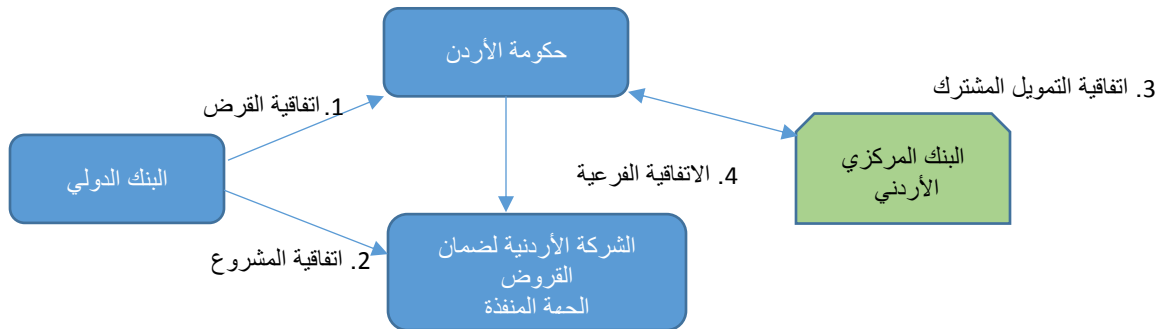 حكومة الأردن
3. اتفاقية التمويل المشترك
1. اتفاقية القرض
البنك المركزي
الأردني
البنك الدولي
4. الاتفاقية الفرعية
2. اتفاقية المشروع
الشركة الأردنية لضمان
القروض
الجهة المنفذة